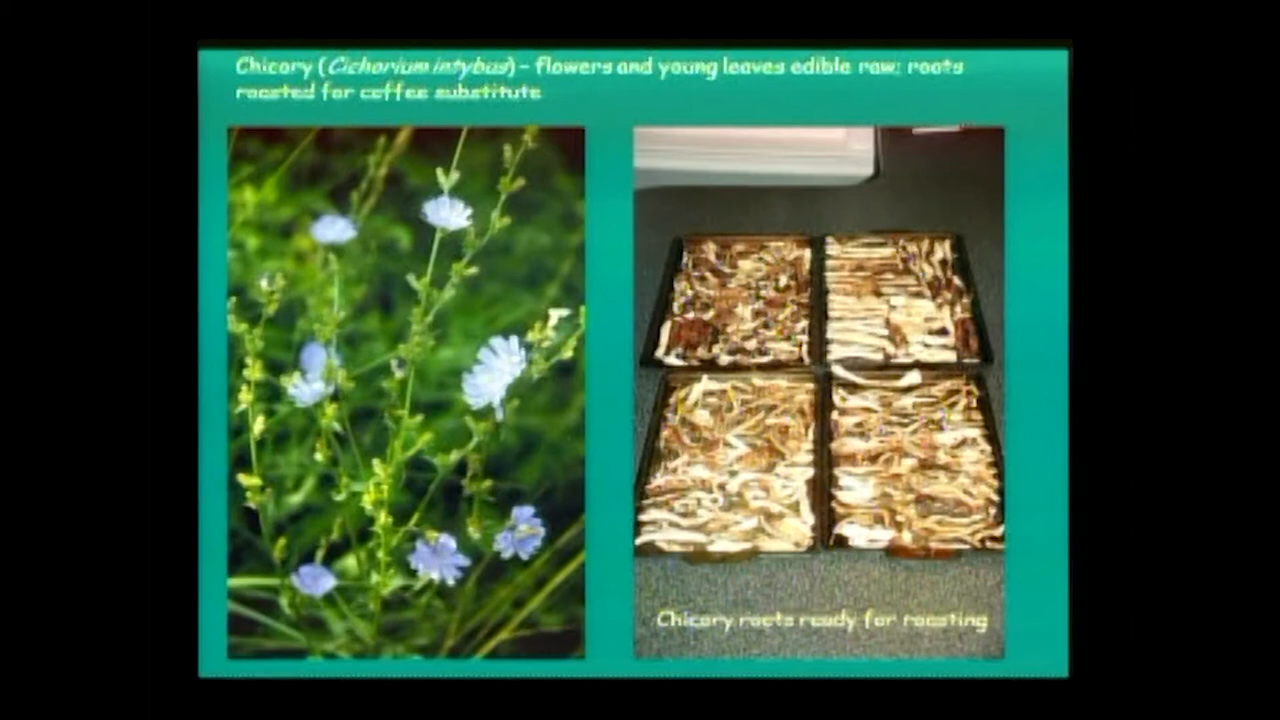 Chicory (Cichorium intybus) – flowers and young leaves edible raw; roots
roasted for coffee substitute
Chicory roots ready for roasting